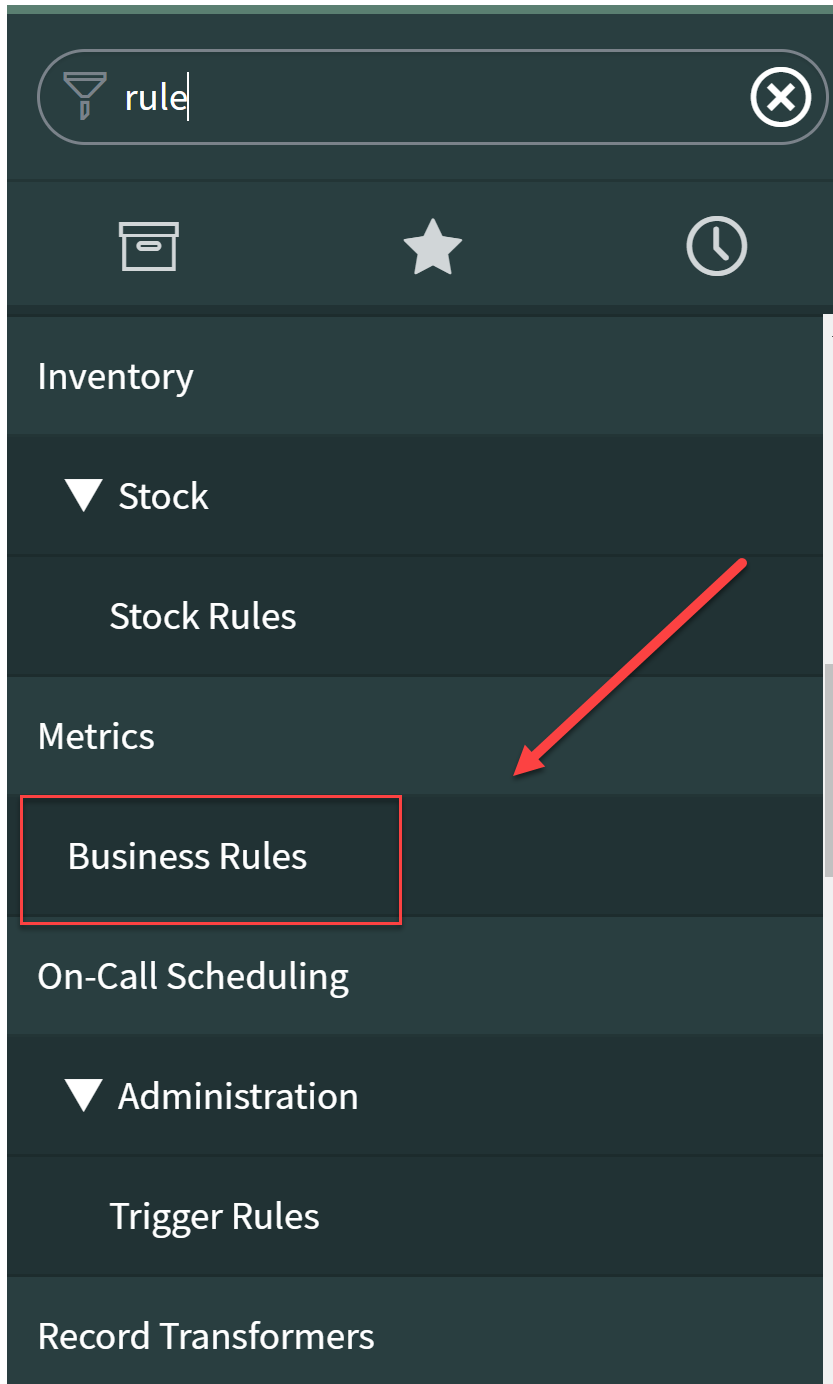 rule
Inventory
Stock
Stock Rules
Metrics
Business Rules
On-Call Scheduling
Administration
Trigger Rules
Record Transformers